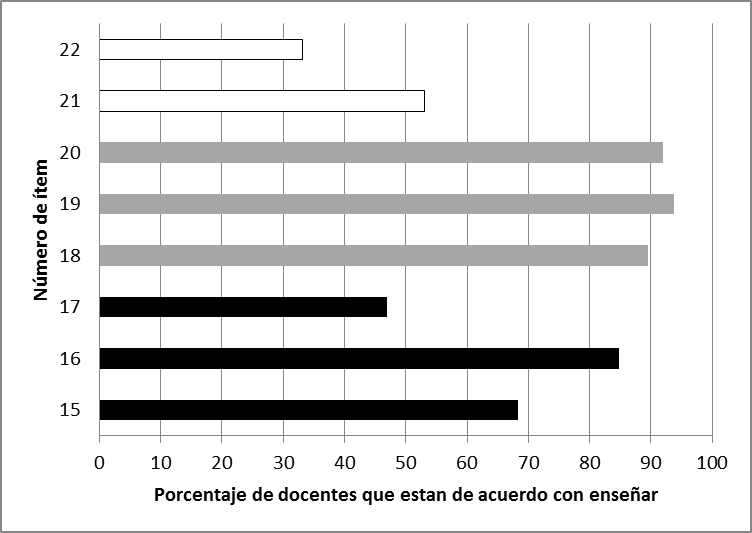 22
21
20
19
18
17
16
15
Número de ítem
0 10 20 30 40 50 60 70 80 90 100
Porcentaje de docentes que estan de acuerdo con enseñar